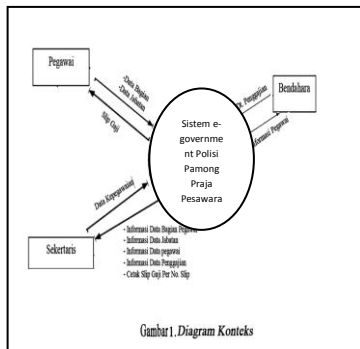 Pegawai
-Data Bagian
-Data Jabatan
Slip Gaji
Bendahara
Dt. Penggajian
Informasi Pegawai
Sistem e-
governme
nt Polisi
Pamong
Praja
Pesawara
Data Kepegawaian
Sekertaris
- Informasi Data Bagian Pegawai
- Informasi Data Jabatan
- Informasi Data pegawai
- Informasi Data Penggajian
- Cetak Slip Gaji Per No. Slip
Gambar1. Diagram Konteks